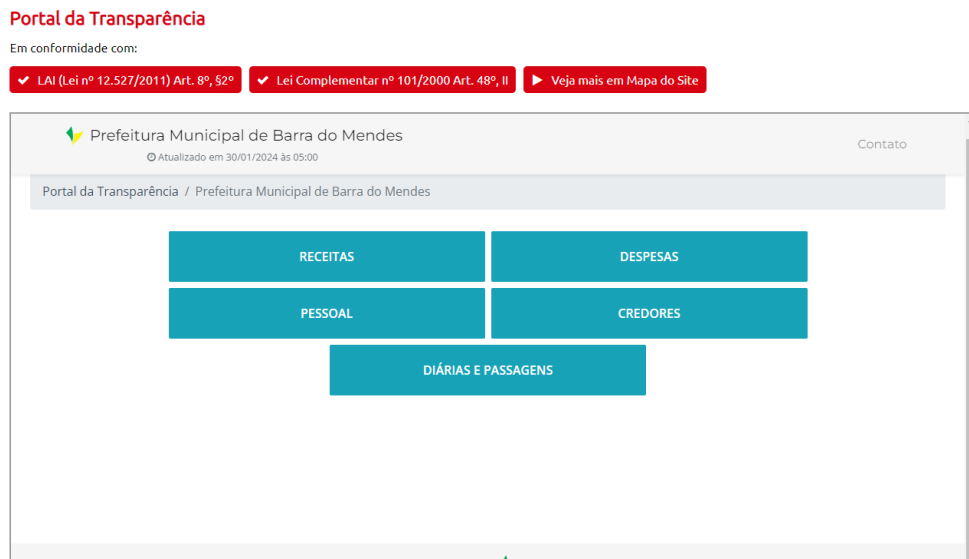 Portal da Transparência
Em conformidade com:
LAI (Lei nº 12.527/2011) Art. 8º, §2º
Lei Complementar nº 101/2000 Art. 48º, II
Veja mais em Mapa do Site
Prefeitura Municipal de Barra do Mendes
Contato
Atualizado em 30/01/2024 às 05:00
Portal da Transparência / Prefeitura Municipal de Barra do Mendes
RECEITAS
DESPESAS
PESSOAL
CREDORES
DIÁRIAS E PASSAGENS